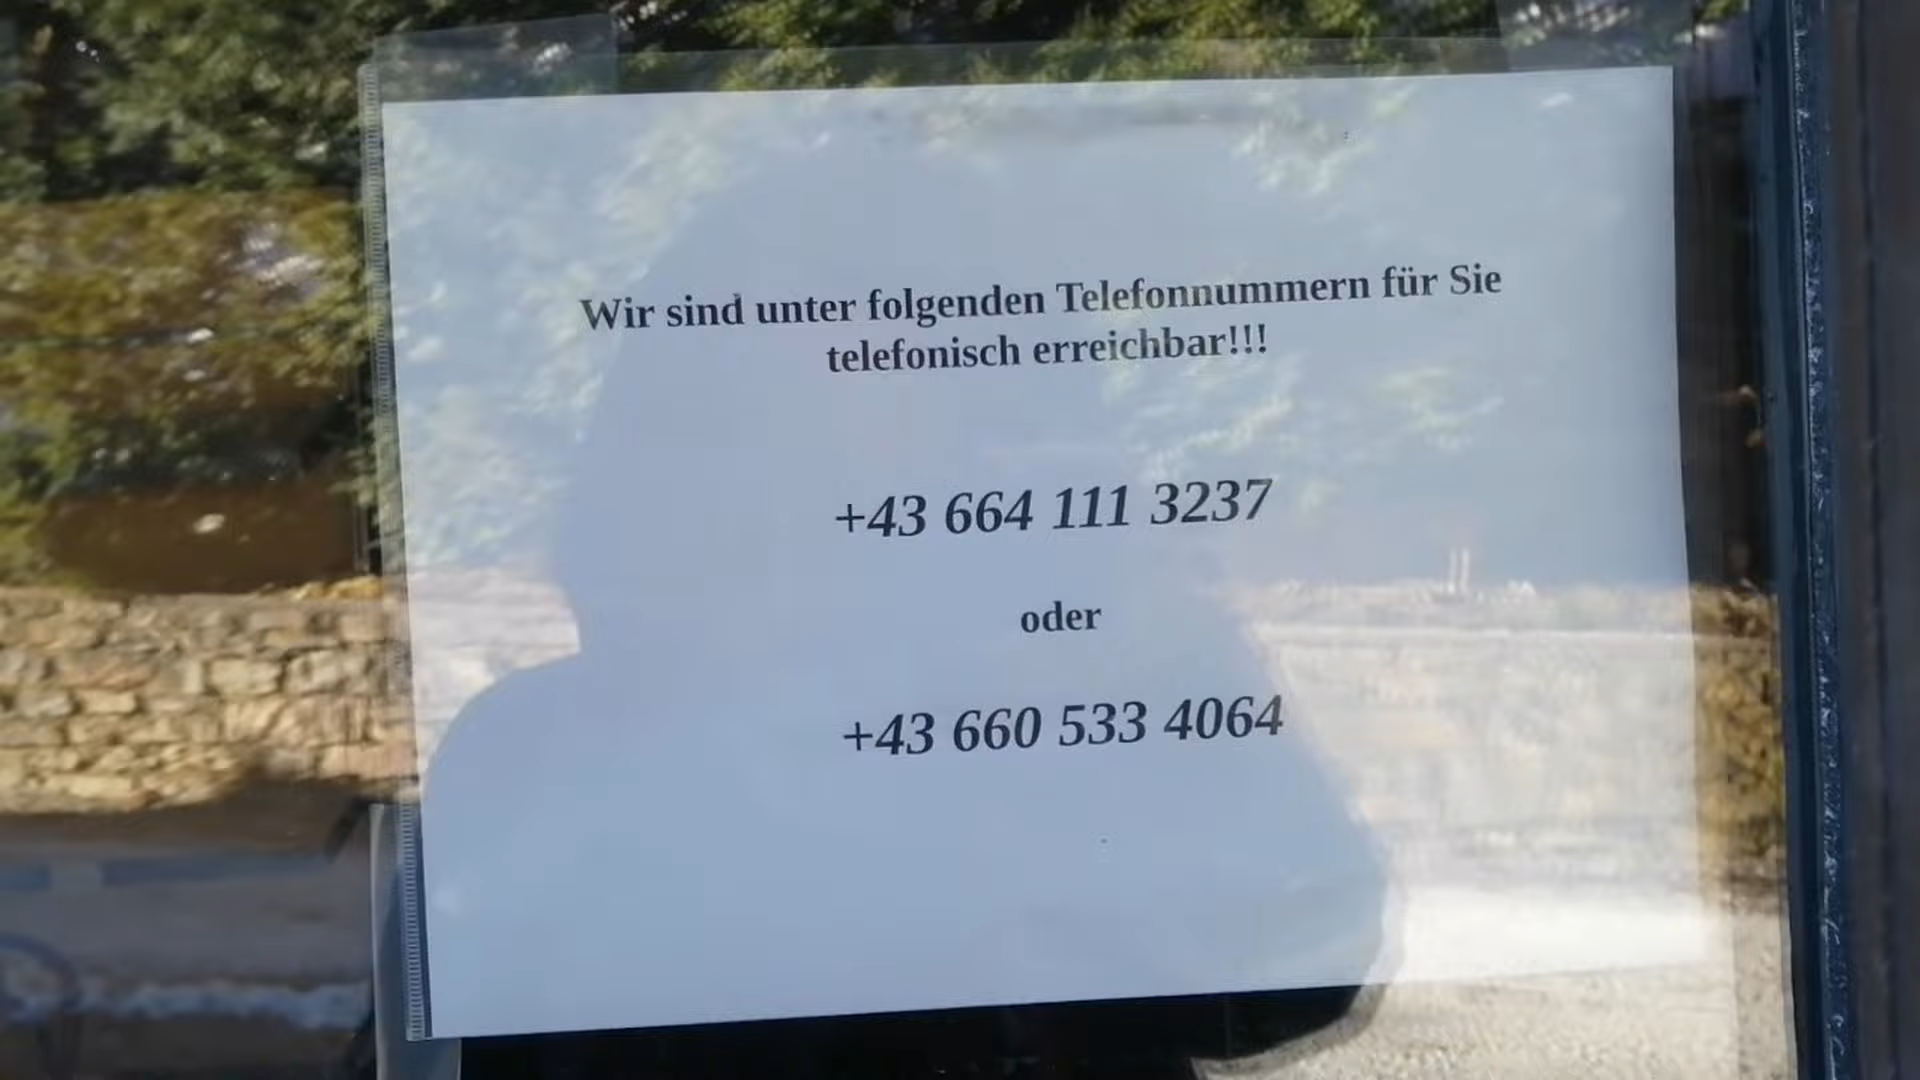 Wir sind unter folgenden Telefonnummern für Sie
telefonisch erreichbar!!!
+43 664 111 3237
oder
+43 660 533 4064